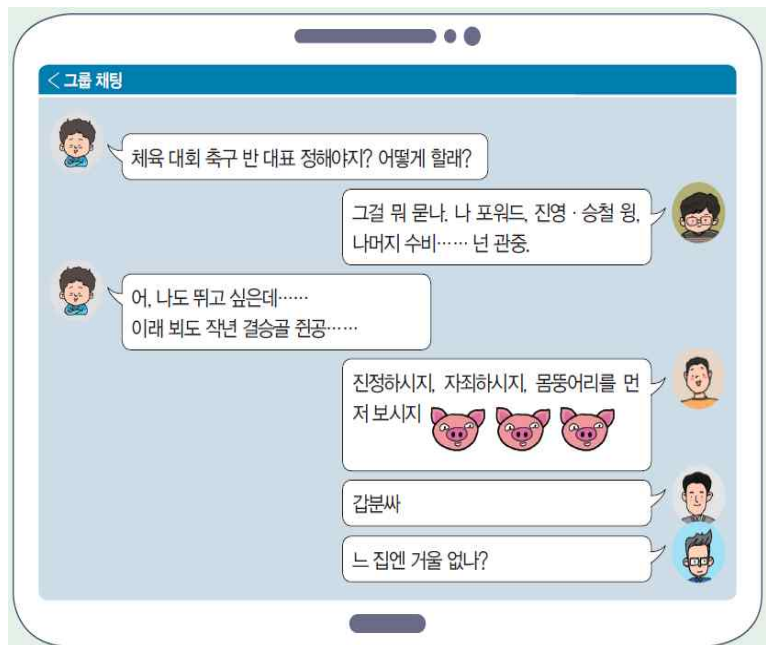 < 그룹 채팅
체육 대회 축구 반 대표 정해야지? 어떻게 할래?
그걸 뭐 묻나. 나 포워드, 진영 · 승철 윙,
나머지 수비…… 넌 관중.
어, 나도 뛰고 싶은데……
이래 뵈도 작년 결승골 쥔공……
진정하시지, 자죄하시지, 몸뚱어리를 먼
저 보시지
갑분싸
느 집엔 거울 없나?